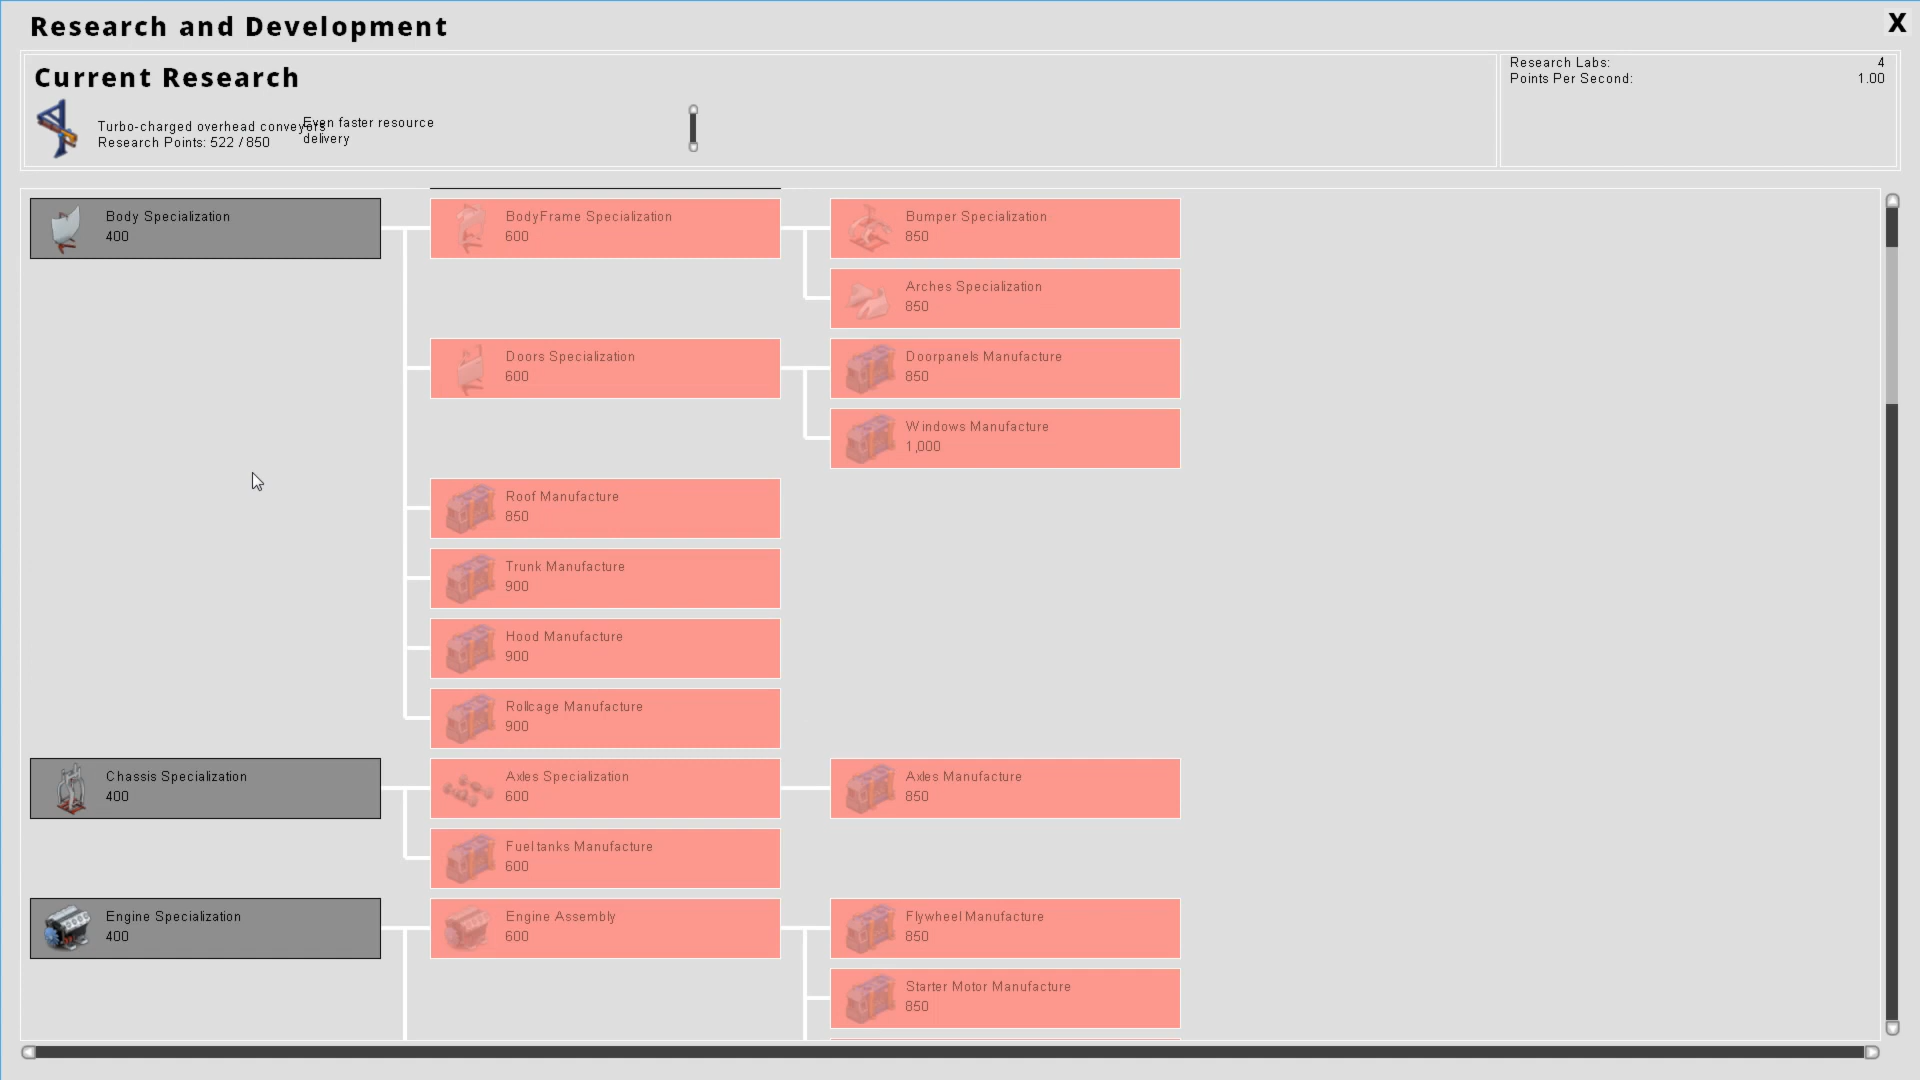 Research and Development
X
Current Research
Turbo-charged overhead conveyors
Research Points: 522 / 850
Even faster resource
delivery
Research Labs: 4
Points Per Second: 1.00
Body Specialization
400
BodyFrame Specialization
600
Bumper Specialization
850
Arches Specialization
850
Doors Specialization
600
Doorpanels Manufacture
850
Windows Manufacture
1,000
Roof Manufacture
850
Trunk Manufacture
900
Hood Manufacture
900
Rollcage Manufacture
900
Chassis Specialization
400
Axles Specialization
600
Axles Manufacture
850
Fueltanks Manufacture
600
Engine Specialization
400
Engine Assembly
600
Flywheel Manufacture
850
Starter Motor Manufacture
850